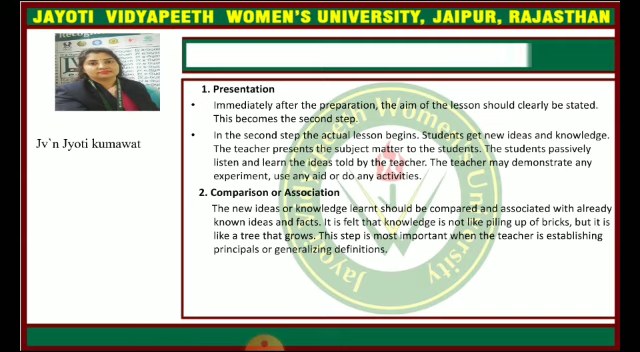 JAYOTI VIDYAPEETH WOMEN'S UNIVERSITY, JAIPUR, RAJASTHAN
Jv`n Jyoti kumawat
1. Presentation
• Immediately after the preparation, the aim of the lesson should clearly be stated.
This becomes the second step.
• In the second step the actual lesson begins. Students get new ideas and knowledge.
The teacher presents the subject matter to the students. The students passively
listen and learn the ideas told by the teacher. The teacher may demonstrate any
experiment, use any aid or do any activities.
2. Comparison or Association
The new ideas or knowledge learnt should be compared and associated with already
known ideas and facts. It is felt that knowledge is not like piling up of bricks, but it is
like a tree that grows. This step is most important when the teacher is establishing
principals or generalizing definitions.